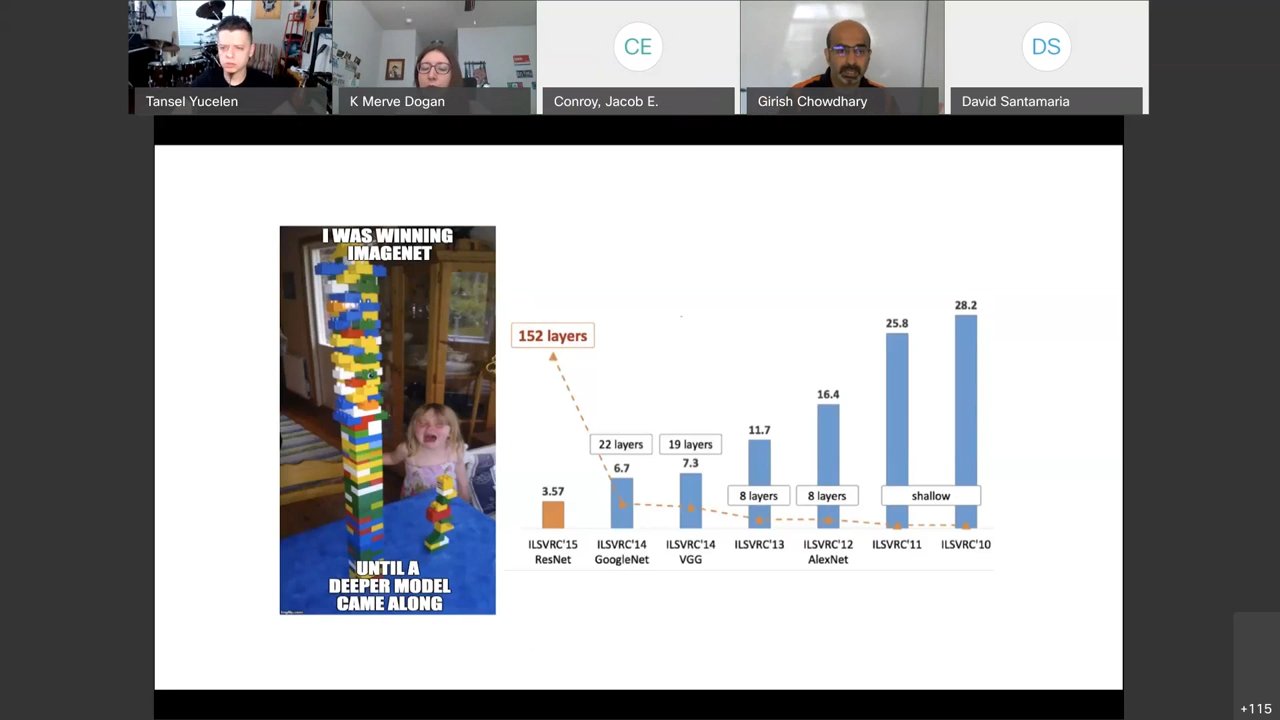 CE
DS
Tansel Yucelen
K Merve Dogan
Conroy, Jacob E.
Girish Chowdhary
David Santamaria
I WAS WINNING
IMAGENET
UNTIL A
DEEPER MODEL
CAME ALONG
imgflip.com
28.2
25.8
152 layers
16.4
11.7
22 layers
19 layers
6.7
7.3
3.57
8 layers
8 layers
shallow
ILSVRC'15
ResNet
ILSVRC'14
GoogleNet
ILSVRC'14
VGG
ILSVRC'13
ILSVRC'12
AlexNet
ILSVRC'11
ILSVRC'10
+115